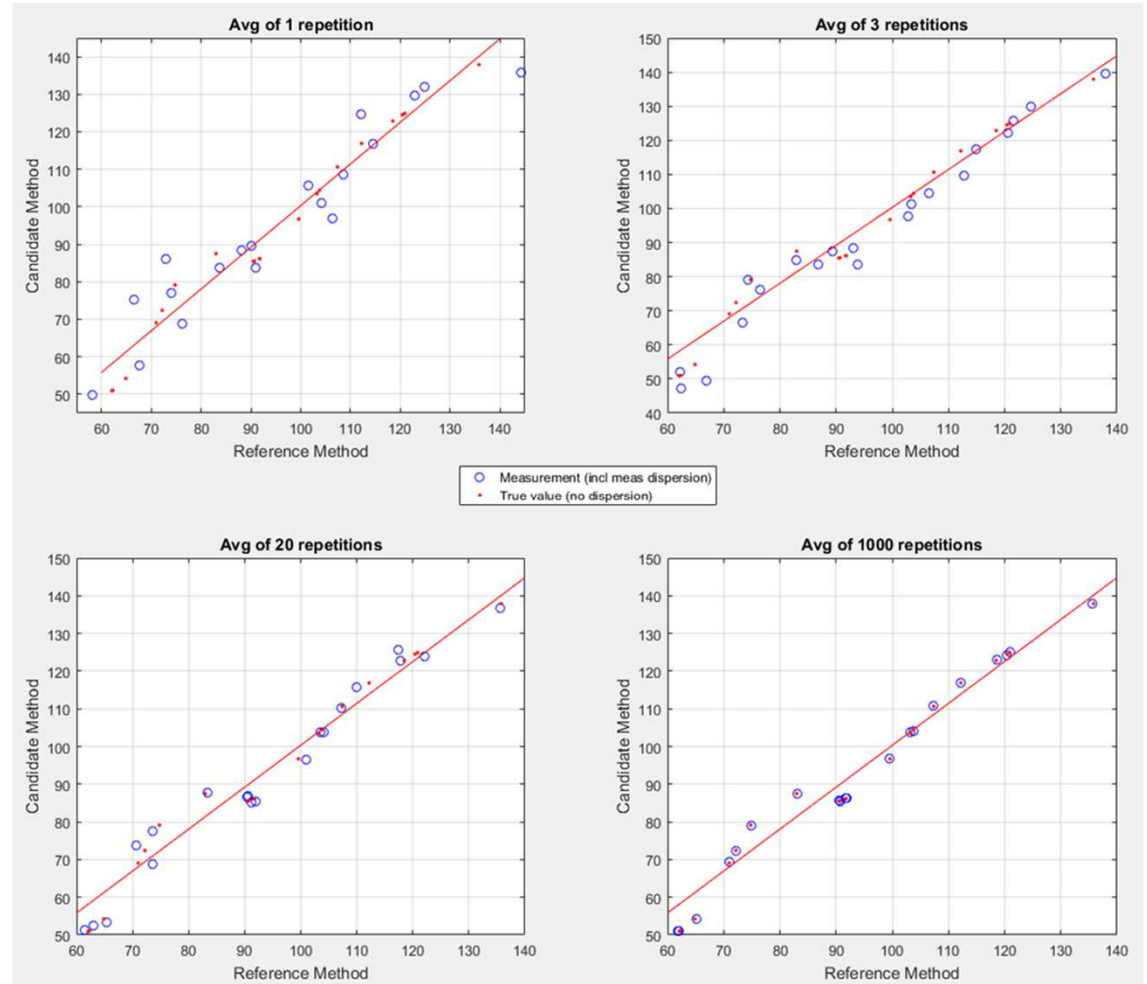 Avg of 1 repetition
140
130
120
110
100
90
80
70
60
50
60 70 80 90 100 110 120 130 140
Candidate Method
Reference Method
Avg of 3 repetitions
150
140
130
120
110
100
90
80
70
60
50
40
60 70 80 90 100 110 120 130 140
Candidate Method
Reference Method
Measurement (incl meas dispersion)
True value (no dispersion)
Avg of 20 repetitions
150
140
130
120
110
100
90
80
70
60
50
60 70 80 90 100 110 120 130 140
Candidate Method
Reference Method
Avg of 1000 repetitions
150
140
130
120
110
100
90
80
70
60
50
60 70 80 90 100 110 120 130 140
Candidate Method
Reference Method